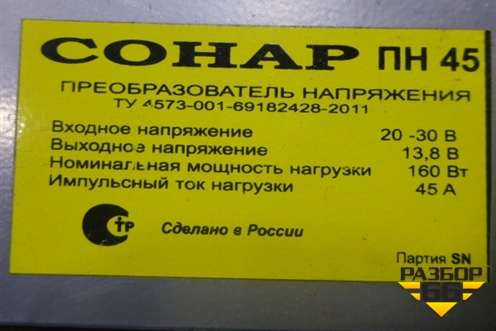 СОНАР ПН 45
ПРЕОБРАЗОВАТЕЛЬ НАПРЯЖЕНИЯ
ТУ 4573-001-69182428-2011
Входное напряжение 20 -30 В
Выходное напряжение 13,8 В
Номинальная мощность нагрузки 160 Вт
Импульсный ток нагрузки 45 А
стр Сделано в России
Партия SN
РАЗБОР
66